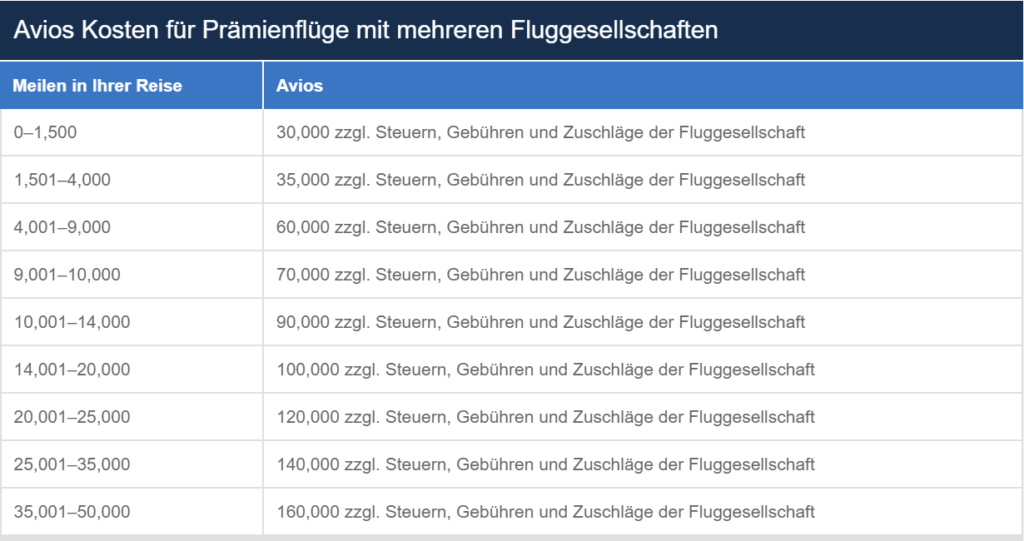 Avios Kosten für Prämienflüge mit mehreren Fluggesellschaften
Meilen in Ihrer Reise Avios
0–1,500 30,000 zzgl. Steuern, Gebühren und Zuschläge der Fluggesellschaft
1,501–4,000 35,000 zzgl. Steuern, Gebühren und Zuschläge der Fluggesellschaft
4,001–9,000 60,000 zzgl. Steuern, Gebühren und Zuschläge der Fluggesellschaft
9,001–10,000 70,000 zzgl. Steuern, Gebühren und Zuschläge der Fluggesellschaft
10,001–14,000 90,000 zzgl. Steuern, Gebühren und Zuschläge der Fluggesellschaft
14,001–20,000 100,000 zzgl. Steuern, Gebühren und Zuschläge der Fluggesellschaft
20,001–25,000 120,000 zzgl. Steuern, Gebühren und Zuschläge der Fluggesellschaft
25,001–35,000 140,000 zzgl. Steuern, Gebühren und Zuschläge der Fluggesellschaft
35,001–50,000 160,000 zzgl. Steuern, Gebühren und Zuschläge der Fluggesellschaft